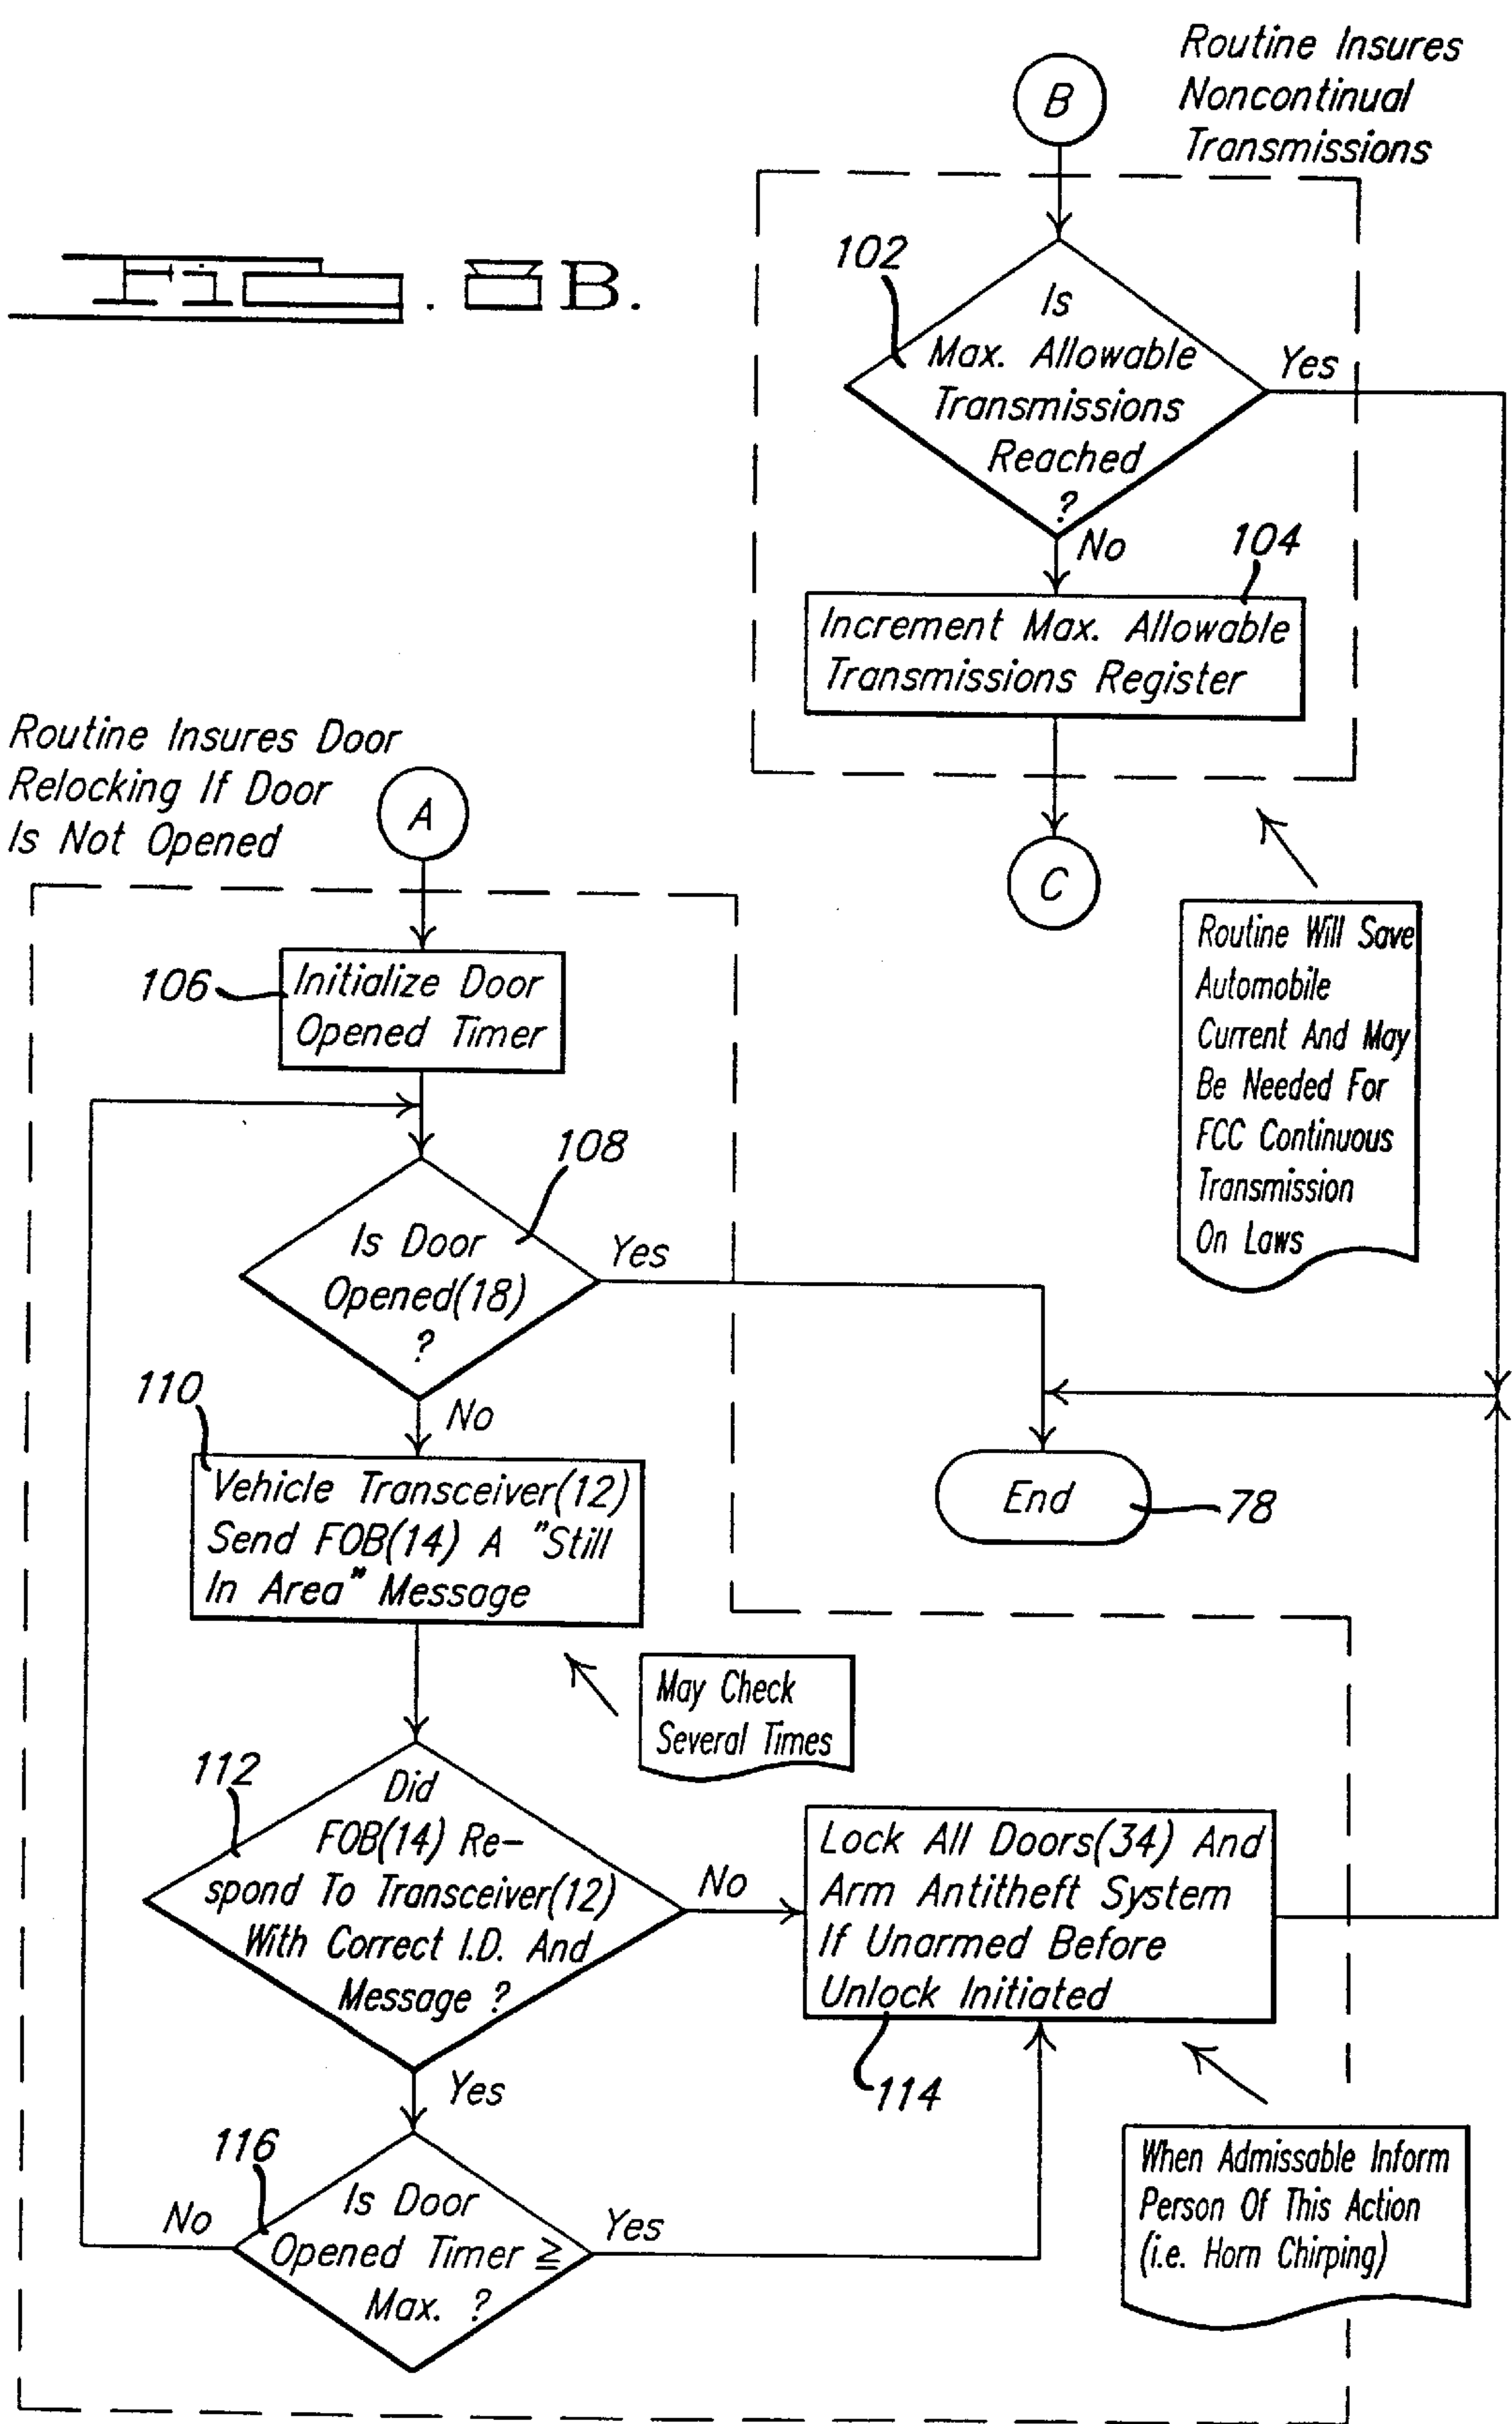 Routine Insures
Noncontinual
Transmissions
B
FIG. 8B.
102
Is
Max. Allowable
Transmissions
Reached
?
Yes
No
104
Increment Max. Allowable
Transmissions Register
C
Routine Will Save
Automobile
Current And May
Be Needed For
FCC Continuous
Transmission
On Laws
Routine Insures Door
Relocking If Door
Is Not Opened
A
106
Initialize Door
Opened Timer
108
Is Door
Opened(18)
?
Yes
No
End
78
110
Vehicle Transceiver(12)
Send FOB(14) A "Still
In Area" Message
May Check
Several Times
112
Did
FOB(14) Re-
spond To Transceiver(12)
With Correct I.D. And
Message ?
No
Yes
Lock All Doors(34) And
Arm Antitheft System
If Unarmed Before
Unlock Initiated
114
116
Is Door
Opened Timer ≧
Max. ?
No
Yes
When Admissable Inform
Person Of This Action
(i.e. Horn Chirping)